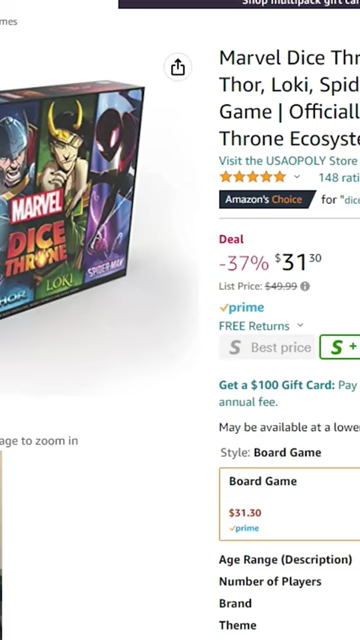 Shop multipack gift car
mes
Marvel Dice Thr
Thor, Loki, Spid
Game | Officiall
Throne Ecosyste
Visit the USAOPOLY Store
148 rati
Amazon's Choice for "dice
Deal
-37% $31 30
List Price: $49.99
prime
FREE Returns
S Best price S +
Get a $100 Gift Card: Pay
annual fee.
May be available at a lowe
MARVEL
DICE
THRONE
THOR
LOKI
SPIDER-MAN
age to zoom in
Style: Board Game
Board Game
$31.30
prime
Age Range (Description)
Number of Players
Brand
Theme